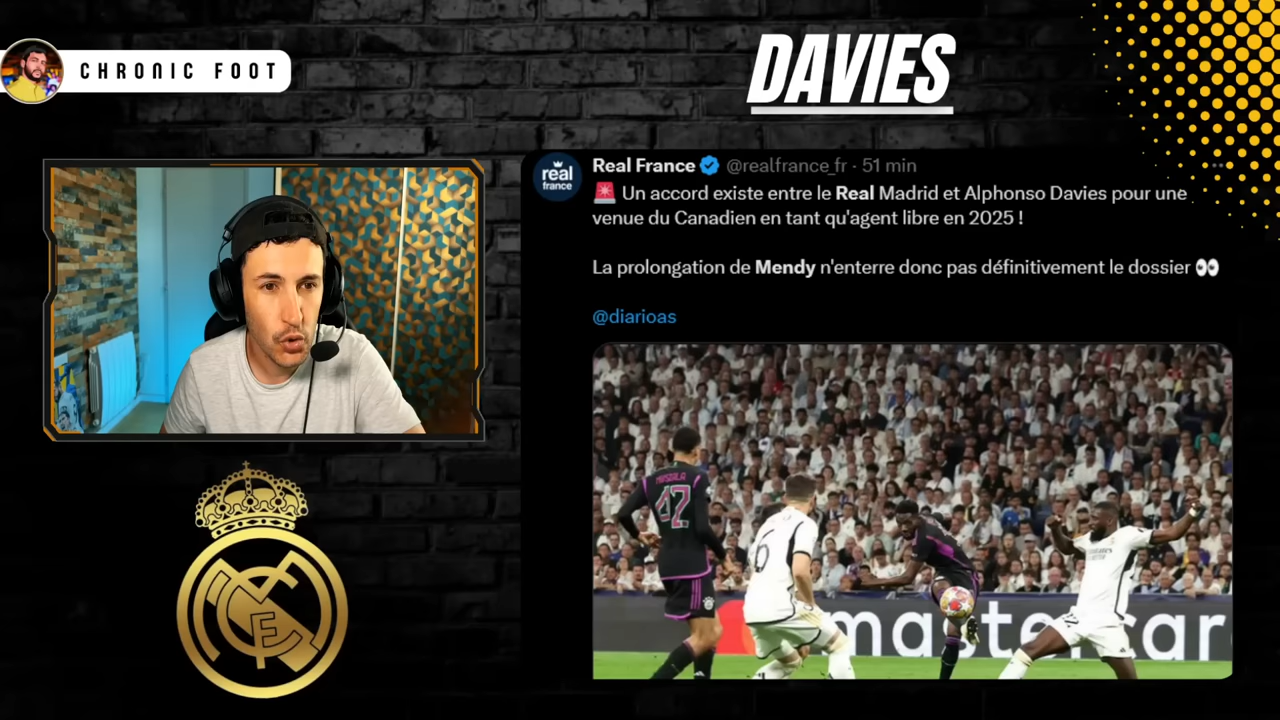 CHRONIC FOOT
DAVIES
real
france
Real France @realfrance_fr · 51 min
🚨 Un accord existe entre le Real Madrid et Alphonso Davies pour une
venue du Canadien en tant qu'agent libre en 2025 !
La prolongation de Mendy n'enterre donc pas définitivement le dossier 👀
@diarioas
MUSIALA
42
6
mastercar